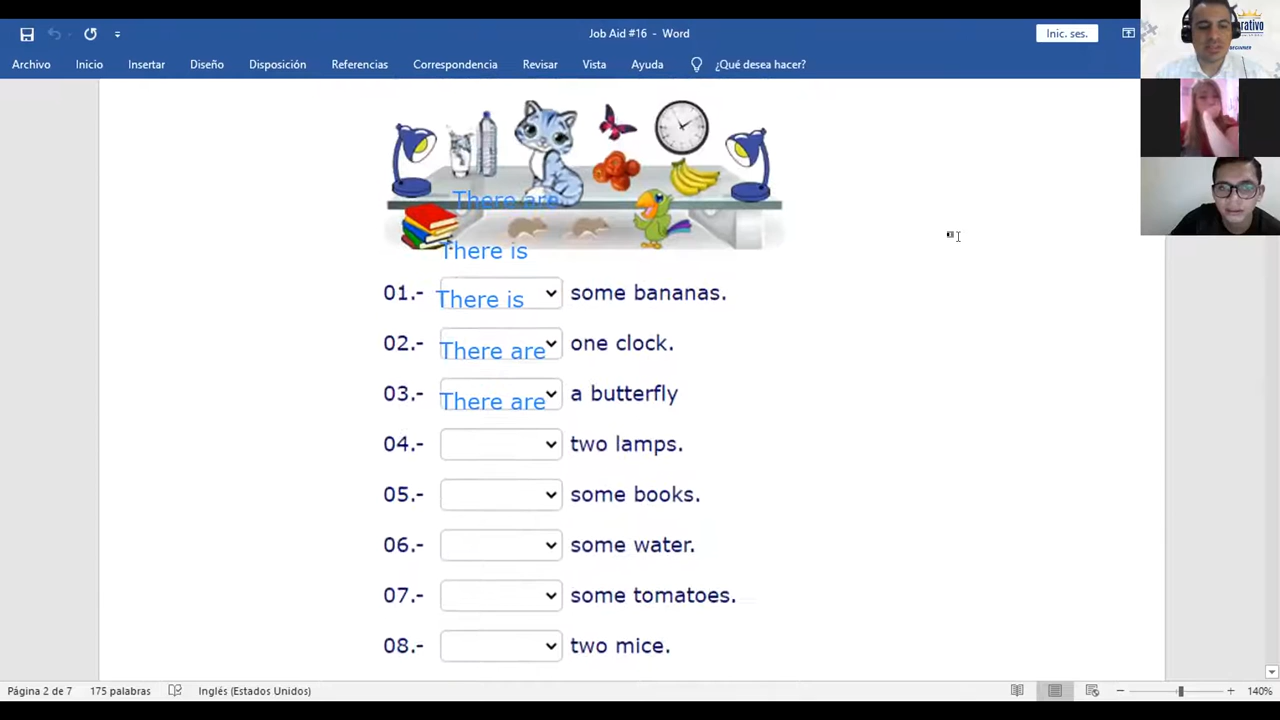 Job Aid #16 - Word
Inic. ses.
Archivo Inicio Insertar Diseño Disposición Referencias Correspondencia Revisar Vista Ayuda ¿Qué desea hacer?
There are
There is
01.- There is some bananas.
02.- There are one clock.
03.- There are a butterfly
04.- two lamps.
05.- some books.
06.- some water.
07.- some tomatoes.
08.- two mice.
Página 2 de 7 175 palabras Inglés (Estados Unidos) 140%